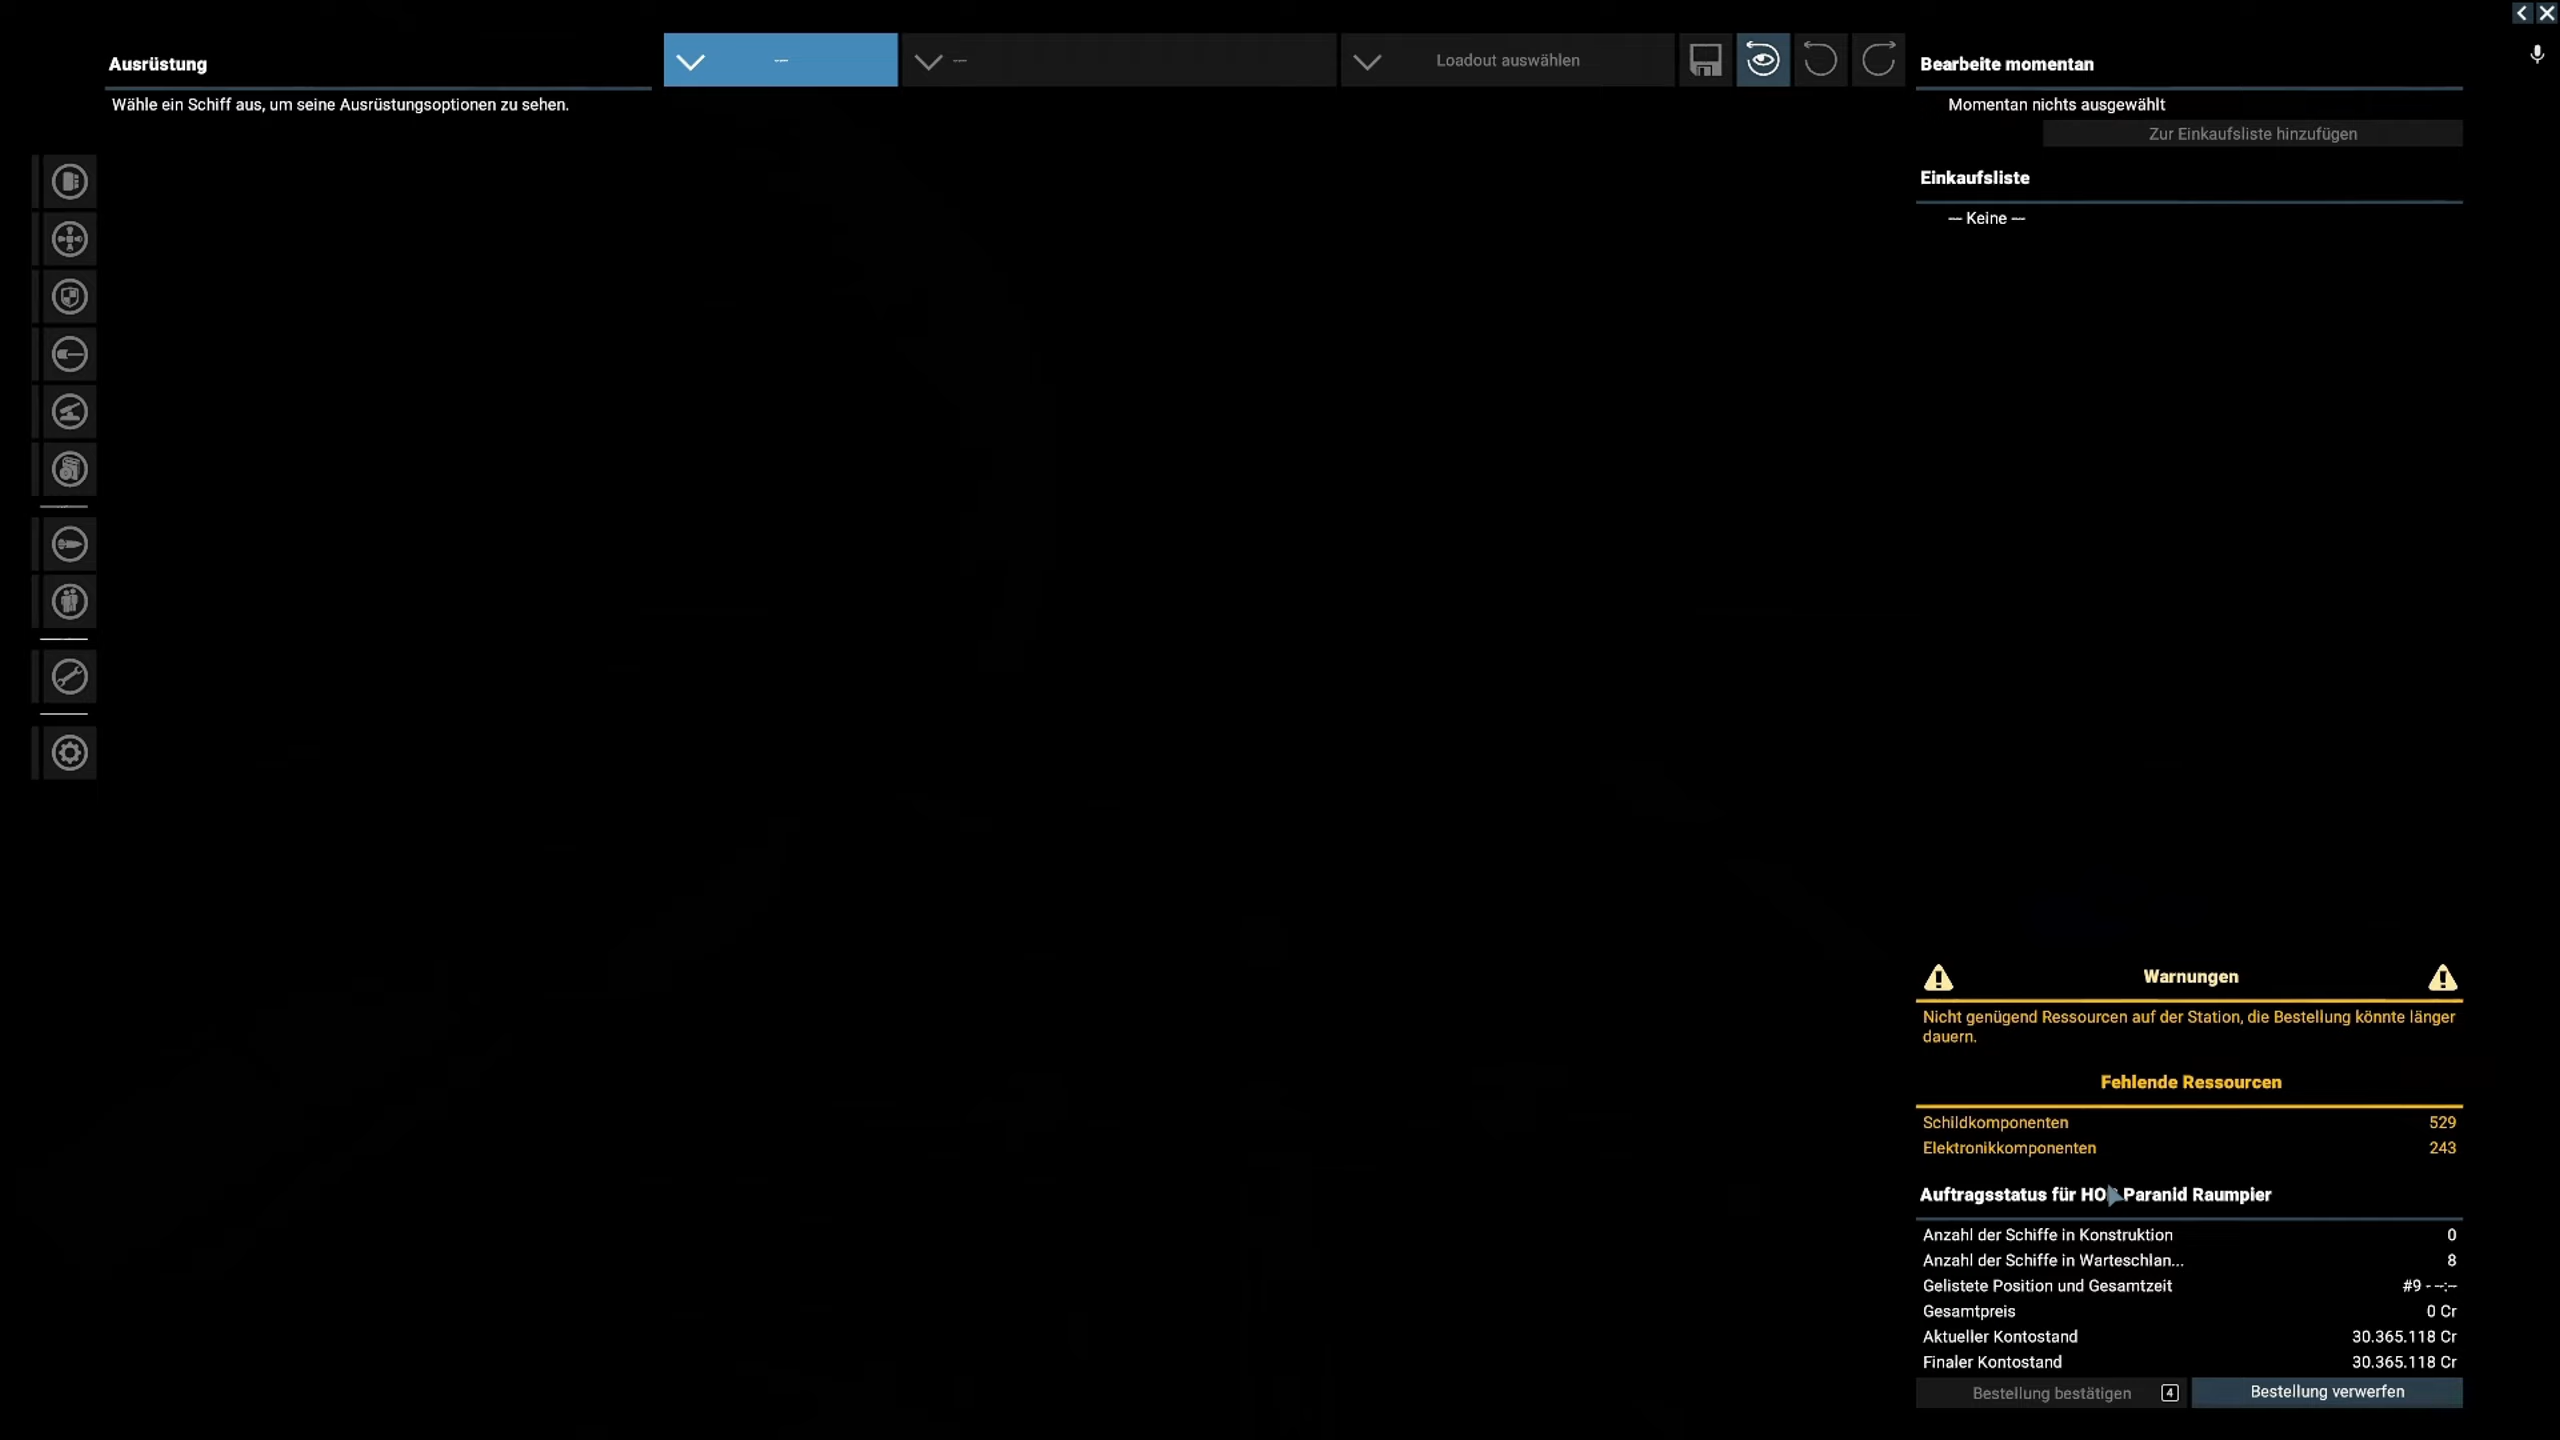 Ausrüstung
Wähle ein Schiff aus, um seine Ausrüstungsoptionen zu sehen.
---
---
Loadout auswählen
Bearbeite momentan
Momentan nichts ausgewählt
Zur Einkaufsliste hinzufügen
Einkaufsliste
— Keine —
Warnungen
Nicht genügend Ressourcen auf der Station, die Bestellung könnte länger
dauern.
Fehlende Ressourcen
Schildkomponenten 529
Elektronikkomponenten 243
Auftragsstatus für Paranid Raumpier
Anzahl der Schiffe in Konstruktion 0
Anzahl der Schiffe in Warteschlan... 8
Gelistete Position und Gesamtzeit #9 - --:--
Gesamtpreis 0 Cr
Aktueller Kontostand 30.365.118 Cr
Finaler Kontostand 30.365.118 Cr
Bestellung bestätigen 4
Bestellung verwerfen